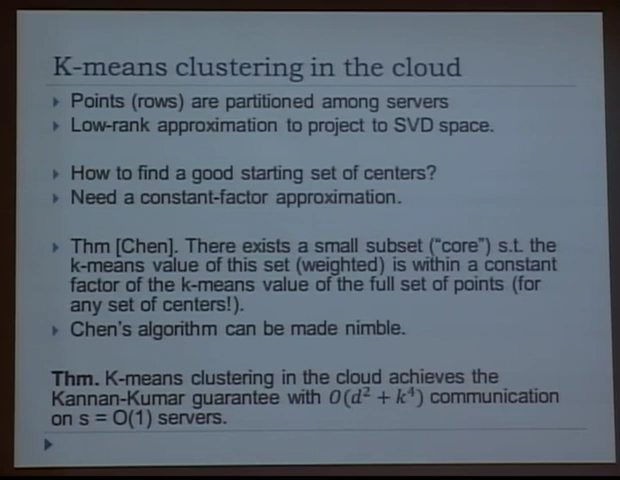 K-means clustering in the cloud
Points (rows) are partitioned among servers
Low-rank approximation to project to SVD space.
How to find a good starting set of centers?
Need a constant-factor approximation.
Thm [Chen]. There exists a small subset (“core”) s.t. the
k-means value of this set (weighted) is within a constant
factor of the k-means value of the full set of points (for
any set of centers!).
Chen's algorithm can be made nimble.
Thm. K-means clustering in the cloud achieves the
Kannan-Kumar guarantee with O(d² + k⁴) communication
on s = O(1) servers.